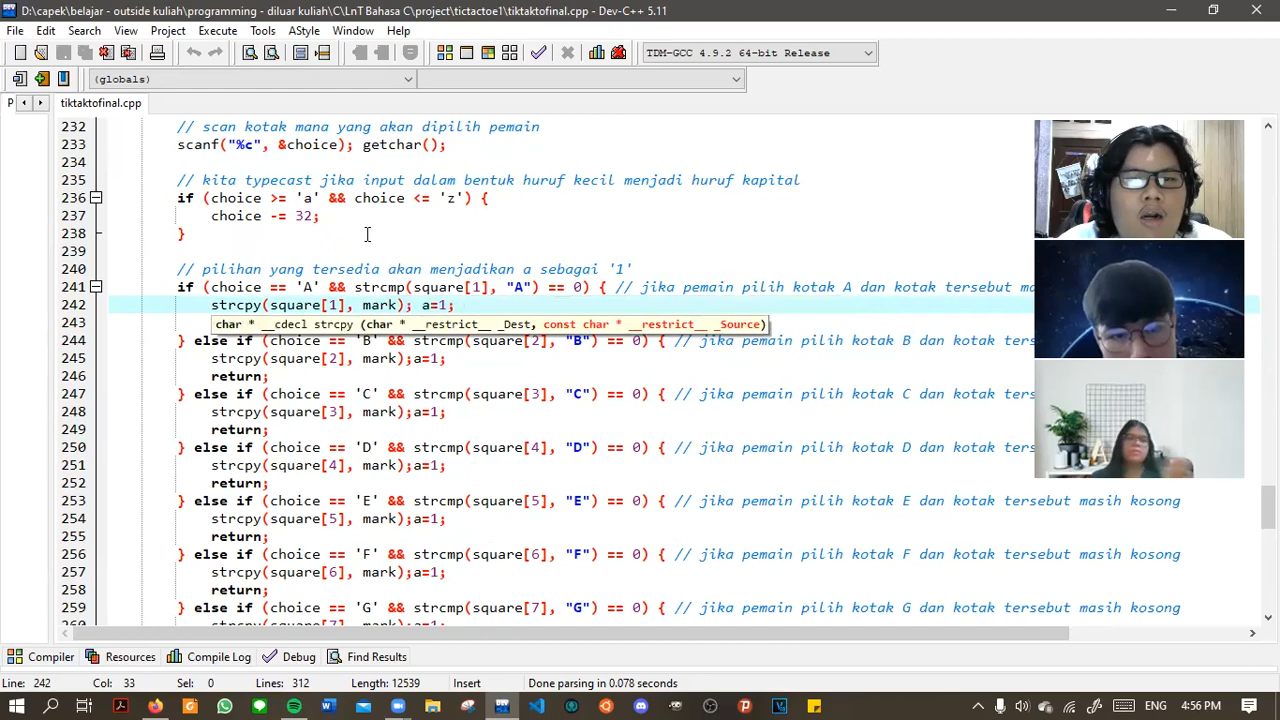 D:\capek\belajar - outside kuliah\programming - diluar kuliah\C\LnT Bahasa C\project\tictactoe1\tiktaktofinal.cpp - Dev-C++ 5.11
File Edit Search View Project Execute Tools AStyle Window Help
TDM-GCC 4.9.2 64-bit Release
(globals)
P tiktaktofinal.cpp
232 // scan kotak mana yang akan dipilih pemain
233 scanf("%c", &choice); getchar();
234
235 // kita typecast jika input dalam bentuk huruf kecil menjadi huruf kapital
236 if (choice >= 'a' && choice <= 'z') {
237 choice -= 32;
238 }
239
240 // pilihan yang tersedia akan menjadikan a sebagai '1'
241 if (choice == 'A' && strcmp(square[1], "A") == 0) { // jika pemain pilih kotak A dan kotak tersebut
242 strcpy(square[1], mark); a=1;
243 char * __cdecl strcpy (char * __restrict__ _Dest, const char * __restrict__ _Source)
244 } else if (choice == 'B' && strcmp(square[2], "B") == 0) { // jika pemain pilih kotak B dan kotak
245 strcpy(square[2], mark);a=1;
246 return;
247 } else if (choice == 'C' && strcmp(square[3], "C") == 0) { // jika pemain pilih kotak C dan kotak
248 strcpy(square[3], mark);a=1;
249 return;
250 } else if (choice == 'D' && strcmp(square[4], "D") == 0) { // jika pemain pilih kotak D dan kotak
251 strcpy(square[4], mark);a=1;
252 return;
253 } else if (choice == 'E' && strcmp(square[5], "E") == 0) { // jika pemain pilih kotak E dan kotak tersebut masih kosong
254 strcpy(square[5], mark);a=1;
255 return;
256 } else if (choice == 'F' && strcmp(square[6], "F") == 0) { // jika pemain pilih kotak F dan kotak tersebut masih kosong
257 strcpy(square[6], mark);a=1;
258 return;
259 } else if (choice == 'G' && strcmp(square[7], "G") == 0) { // jika pemain pilih kotak G dan kotak tersebut masih kosong
Compiler Resources Compile Log Debug Find Results
Line: 242 Col: 33 Sel: 0 Lines: 312 Length: 12539 Insert Done parsing in 0.078 seconds
ENG 4:56 PM